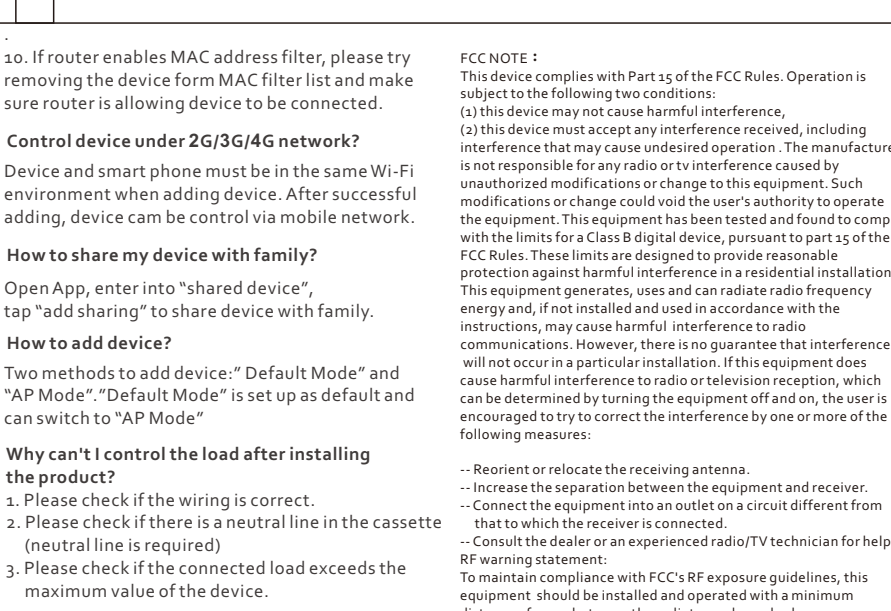 .
10. If router enables MAC address filter, please try
removing the device form MAC filter list and make
sure router is allowing device to be connected.
Control device under 2G/3G/4G network?
Device and smart phone must be in the same Wi-Fi
environment when adding device. After successful
adding, device cam be control via mobile network.
How to share my device with family?
Open App, enter into “shared device”,
tap “add sharing” to share device with family.
How to add device?
Two methods to add device:” Default Mode” and
“AP Mode”.”Default Mode” is set up as default and
can switch to “AP Mode”
Why can't I control the load after installing
the product?
1. Please check if the wiring is correct.
2. Please check if there is a neutral line in the cassette
(neutral line is required)
3. Please check if the connected load exceeds the
maximum value of the device.
FCC NOTE：
This device complies with Part 15 of the FCC Rules. Operation is
subject to the following two conditions:
(1) this device may not cause harmful interference,
(2) this device must accept any interference received, including
interference that may cause undesired operation . The manufacture
is not responsible for any radio or tv interference caused by
unauthorized modifications or change to this equipment. Such
modifications or change could void the user's authority to operate
the equipment. This equipment has been tested and found to comp
with the limits for a Class B digital device, pursuant to part 15 of the
FCC Rules. These limits are designed to provide reasonable
protection against harmful interference in a residential installation
This equipment generates, uses and can radiate radio frequency
energy and, if not installed and used in accordance with the
instructions, may cause harmful interference to radio
communications. However, there is no guarantee that interference
will not occur in a particular installation. If this equipment does
cause harmful interference to radio or television reception, which
can be determined by turning the equipment off and on, the user is
encouraged to try to correct the interference by one or more of the
following measures:
-- Reorient or relocate the receiving antenna.
-- Increase the separation between the equipment and receiver.
-- Connect the equipment into an outlet on a circuit different from
that to which the receiver is connected.
-- Consult the dealer or an experienced radio/TV technician for help
RF warning statement:
To maintain compliance with FCC's RF exposure guidelines, this
equipment should be installed and operated with a minimum